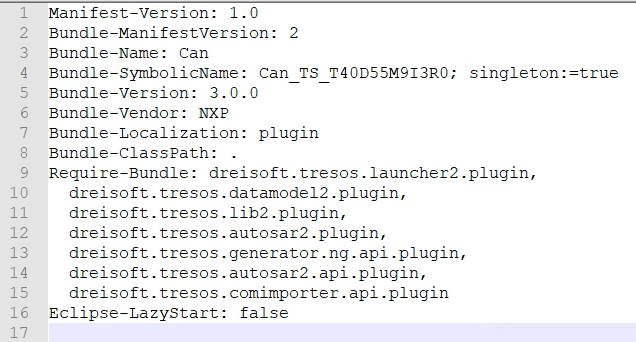 1 Manifest-Version: 1.0
2 Bundle-ManifestVersion: 2
3 Bundle-Name: Can
4 Bundle-SymbolicName: Can_TS_T40D55M9I3R0; singleton:=true
5 Bundle-Version: 3.0.0
6 Bundle-Vendor: NXP
7 Bundle-Localization: plugin
8 Bundle-ClassPath: .
9 Require-Bundle: dreisoft.tresos.launcher2.plugin,
10 dreisoft.tresos.datamodel2.plugin,
11 dreisoft.tresos.lib2.plugin,
12 dreisoft.tresos.autosar2.plugin,
13 dreisoft.tresos.generator.ng.api.plugin,
14 dreisoft.tresos.autosar2.api.plugin,
15 dreisoft.tresos.comimporter.api.plugin
16 Eclipse-LazyStart: false
17